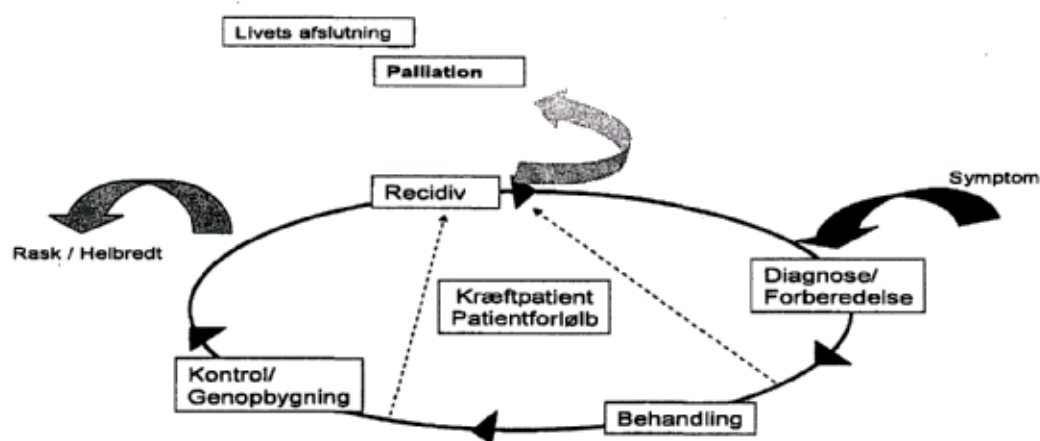 Livets afslutning
Palliation
Recidiv
Symptom
Rask / Helbredt
Diagnose/
Forberedelse
Kræftpatient
Patientforløb
Kontrol/
Genopbygning
Behandling